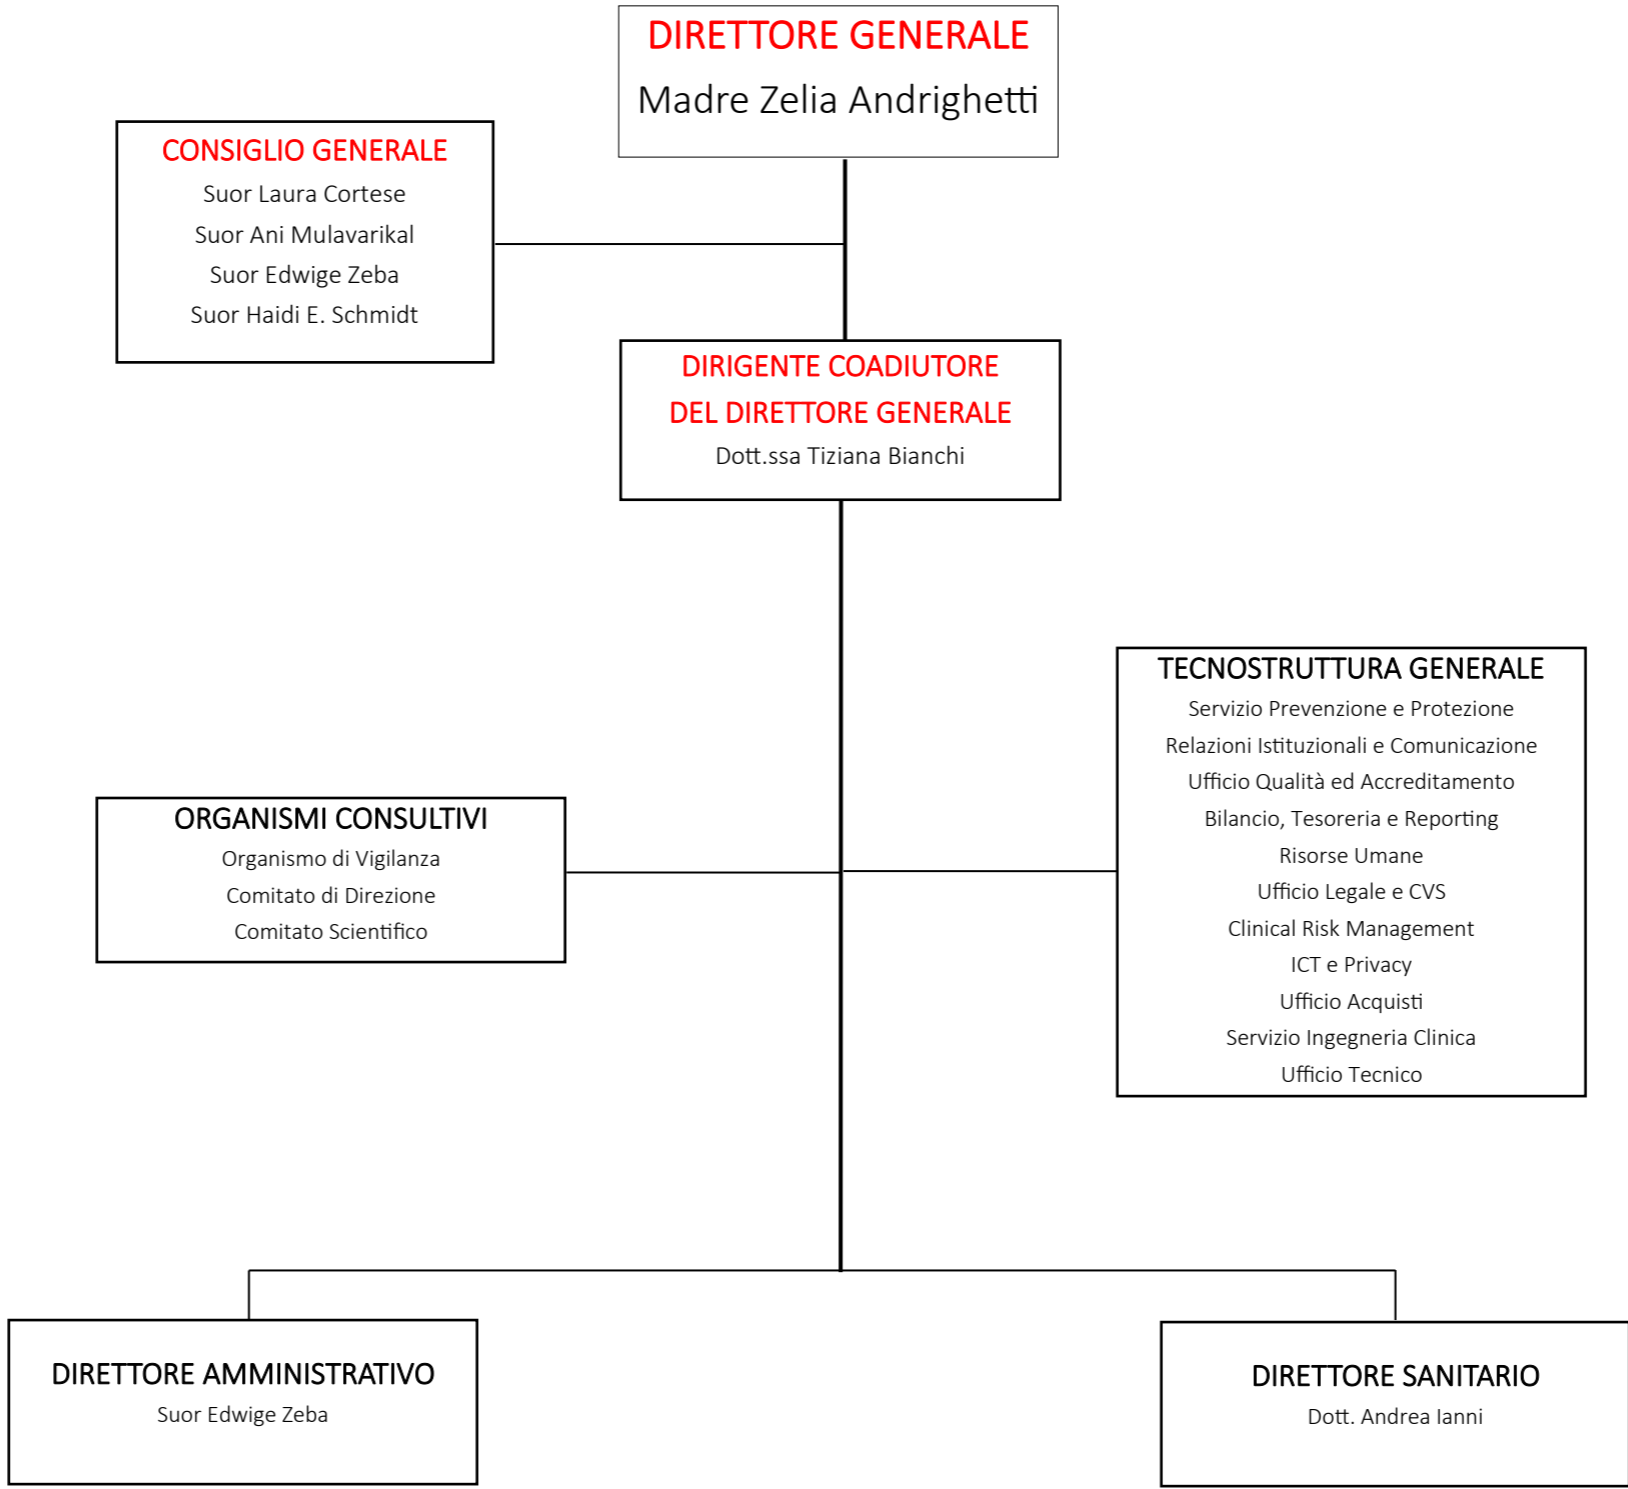 DIRETTORE GENERALE
Madre Zelia Andrighetti
CONSIGLIO GENERALE
Suor Laura Cortese
Suor Ani Mulavarikal
Suor Edwige Zeba
Suor Haidi E. Schmidt
DIRIGENTE COADIUTORE
DEL DIRETTORE GENERALE
Dott.ssa Tiziana Bianchi
TECNOSTRUTTURA GENERALE
Servizio Prevenzione e Protezione
Relazioni Istituzionali e Comunicazione
Ufficio Qualità ed Accreditamento
Bilancio, Tesoreria e Reporting
Risorse Umane
Ufficio Legale e CVS
Clinical Risk Management
ICT e Privacy
Ufficio Acquisti
Servizio Ingegneria Clinica
Ufficio Tecnico
ORGANISMI CONSULTIVI
Organismo di Vigilanza
Comitato di Direzione
Comitato Scientifico
DIRETTORE AMMINISTRATIVO
Suor Edwige Zeba
DIRETTORE SANITARIO
Dott. Andrea Ianni